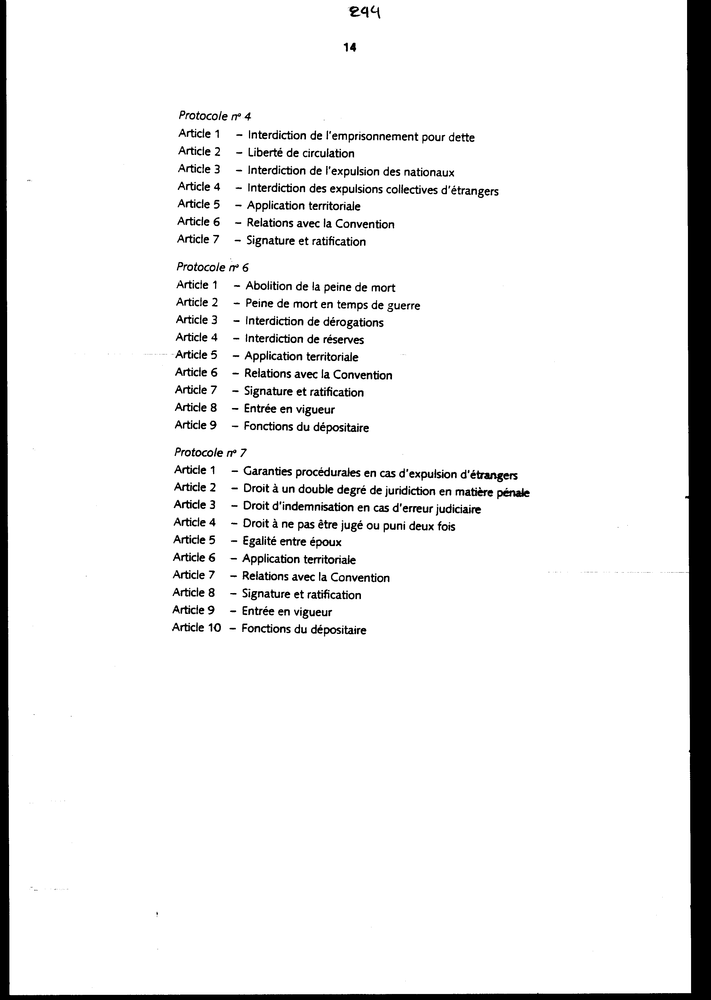 294
14
Protocole nº 4
Article 1 – Interdiction de l'emprisonnement pour dette
Article 2 – Liberté de circulation
Article 3 – Interdiction de l'expulsion des nationaux
Article 4 – Interdiction des expulsions collectives d'étrangers
Article 5 – Application territoriale
Article 6 – Relations avec la Convention
Article 7 – Signature et ratification
Protocole nº 6
Article 1 – Abolition de la peine de mort
Article 2 – Peine de mort en temps de guerre
Article 3 – Interdiction de dérogations
Article 4 – Interdiction de réserves
Article 5 – Application territoriale
Article 6 – Relations avec la Convention
Article 7 – Signature et ratification
Article 8 – Entrée en vigueur
Article 9 – Fonctions du dépositaire
Protocole nº 7
Article 1 – Garanties procédurales en cas d'expulsion d'étrangers
Article 2 – Droit à un double degré de juridiction en matière pénale
Article 3 – Droit d'indemnisation en cas d'erreur judiciaire
Article 4 – Droit à ne pas être jugé ou puni deux fois
Article 5 – Egalité entre époux
Article 6 – Application territoriale
Article 7 – Relations avec la Convention
Article 8 – Signature et ratification
Article 9 – Entrée en vigueur
Article 10 – Fonctions du dépositaire